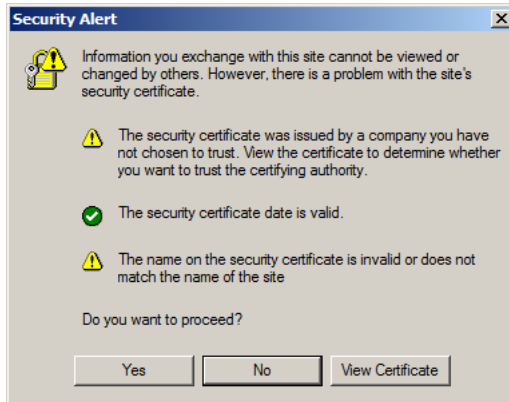 Security Alert
Information you exchange with this site cannot be viewed or
changed by others. However, there is a problem with the site's
security certificate.
The security certificate was issued by a company you have
not chosen to trust. View the certificate to determine whether
you want to trust the certifying authority.
The security certificate date is valid.
The name on the security certificate is invalid or does not
match the name of the site
Do you want to proceed?
Yes No View Certificate